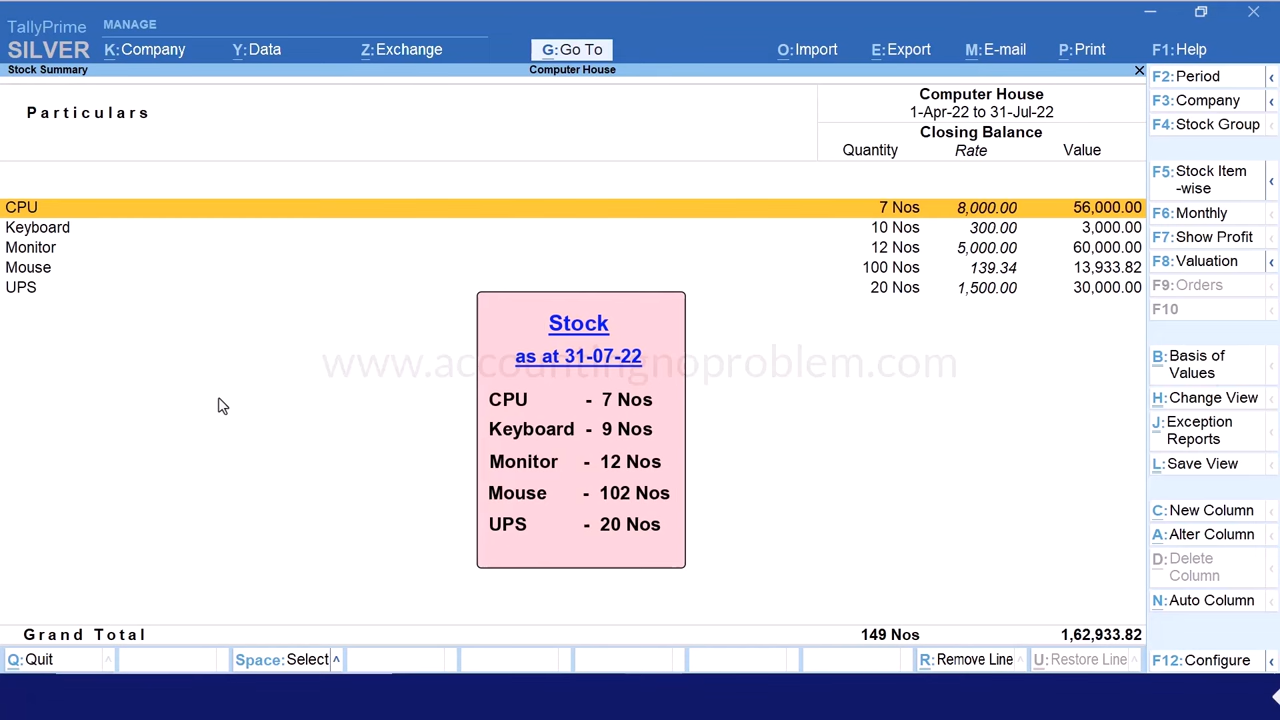 TallyPrime MANAGE
SILVER K:Company Y:Data Z:Exchange G:Go To O:Import E:Export M:E-mail P:Print F1:Help
Stock Summary Computer House
Particulars
Computer House
1-Apr-22 to 31-Jul-22
Closing Balance
Quantity Rate Value
CPU 7 Nos 8,000.00 56,000.00
Keyboard 10 Nos 300.00 3,000.00
Monitor 12 Nos 5,000.00 60,000.00
Mouse 100 Nos 139.34 13,933.82
UPS 20 Nos 1,500.00 30,000.00
Stock
as at 31-07-22
www.accountingnoproblem.com
CPU - 7 Nos
Keyboard - 9 Nos
Monitor - 12 Nos
Mouse - 102 Nos
UPS - 20 Nos
Grand Total 149 Nos 1,62,933.82
Q:Quit Space:Select R:Remove Line U:Restore Line
F2:Period
F3:Company
F4:Stock Group
F5:Stock Item
-wise
F6:Monthly
F7:Show Profit
F8:Valuation
F9:Orders
F10
B:Basis of
Values
H:Change View
J:Exception
Reports
L:Save View
C:New Column
A:Alter Column
D:Delete
Column
N:Auto Column
F12:Configure